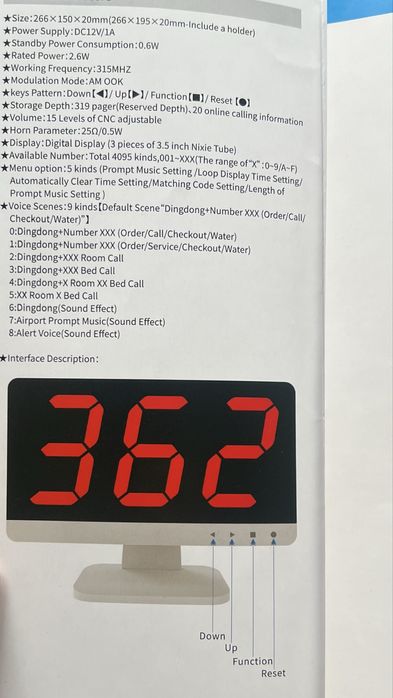 ★Size:266×150×20mm(266×195×20mm-Include a holder)
★Power Supply:DC12V/1A
★Standby Power Consumption:0.6W
★Rated Power:2.6W
★Working Frequency:315MHZ
★Modulation Mode:AM OOK
★keys Pattern:Down【◀】/ Up【▶】/ Function【■】/ Reset【●】
★Storage Depth:319 pager(Reserved Depth)、20 online calling information
★Volume:15 Levels of CNC adjustable
★Horn Parameter:25Ω/0.5W
★Display:Digital Display (3 pieces of 3.5 inch Nixie Tube)
★Available Number:Total 4095 kinds,001~XXX(The range of"X":0~9/A~F)
★Menu option:5 kinds (Prompt Music Setting /Loop Display Time Setting/
Automatically Clear Time Setting/Matching Code Setting/Length of
Prompt Music Setting )
★Voice Scenes:9 kinds【Default Scene"Dingdong+Number XXX (Order/Call/
Checkout/Water)"】
0:Dingdong+Number XXX (Order/Call/Checkout/Water)
1:Dingdong+Number XXX (Order/Service/Checkout/Water)
2:Dingdong+XXX Room Call
3:Dingdong+XXX Bed Call
4:Dingdong+X Room XX Bed Call
5:XX Room X Bed Call
6:Dingdong(Sound Effect)
7:Airport Prompt Music(Sound Effect)
8:Alert Voice(Sound Effect)
★Interface Description:
362
Down
Up
Function
Reset